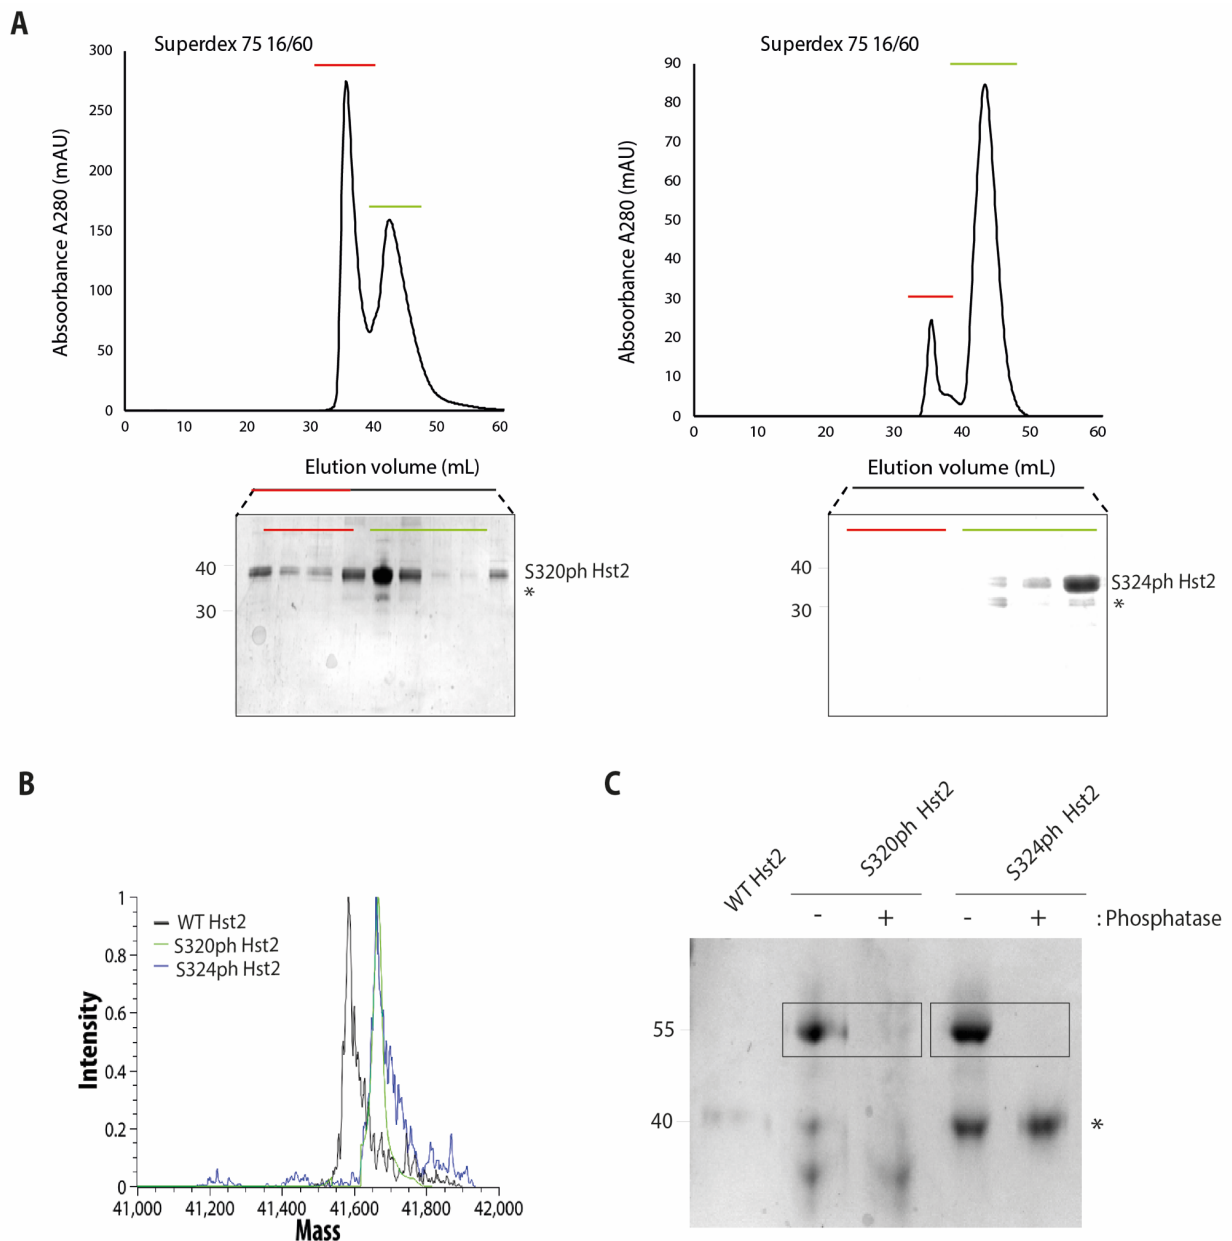 A
Superdex 75 16/60
300
250
200
150
100
50
0
Absoorbance A280 (mAU)
0 10 20 30 40 50 60
Elution volume (mL)
40
30
S320ph Hst2
*
Superdex 75 16/60
90
80
70
60
50
40
30
20
10
0
Absoorbance A280 (mAU)
0 10 20 30 40 50 60
Elution volume (mL)
40
30
S324ph Hst2
*
B
WT Hst2
S320ph Hst2
S324ph Hst2
1
0.8
0.6
0.4
0.2
0
Intensity
41,000 41,200 41,400 41,600 41,800 42,000
Mass
C
WT Hst2
S320ph Hst2
S324ph Hst2
- + - + : Phosphatase
55
40
*